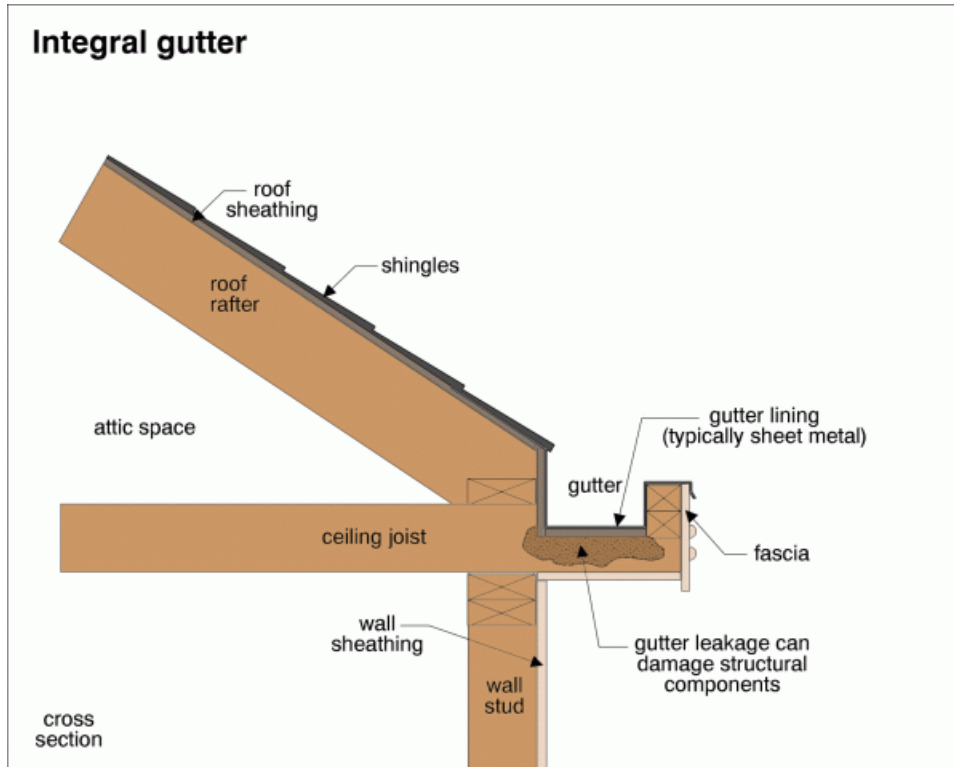 Integral gutter
roof
sheathing
shingles
roof
rafter
attic space
gutter lining
(typically sheet metal)
gutter
ceiling joist
fascia
wall
sheathing
gutter leakage can
damage structural
components
wall
stud
cross
section